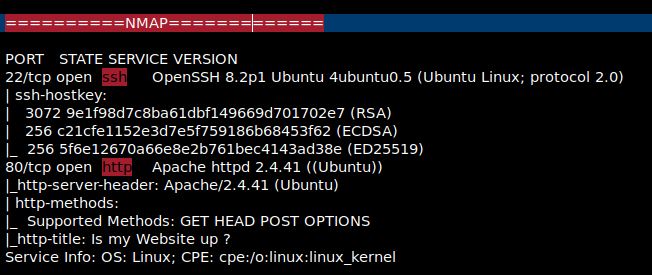 ==========NMAP=============
PORT   STATE SERVICE VERSION
22/tcp open  ssh     OpenSSH 8.2p1 Ubuntu 4ubuntu0.5 (Ubuntu Linux; protocol 2.0)
| ssh-hostkey:
|   3072 9e1f98d7c8ba61dbf149669d701702e7 (RSA)
|   256 c21cfe1152e3d7e5f759186b68453f62 (ECDSA)
|_  256 5f6e12670a66e8e2b761bec4143ad38e (ED25519)
80/tcp open  http    Apache httpd 2.4.41 ((Ubuntu))
|_http-server-header: Apache/2.4.41 (Ubuntu)
| http-methods:
|_  Supported Methods: GET HEAD POST OPTIONS
|_http-title: Is my Website up ?
Service Info: OS: Linux; CPE: cpe:/o:linux:linux_kernel